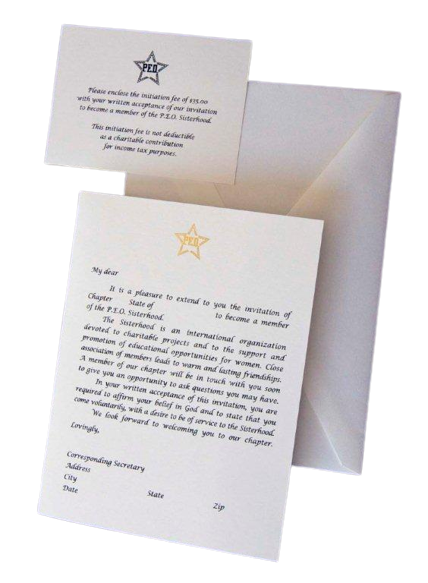 PEO
Please enclose the initiation fee of $35.00
with your written acceptance of our invitation
to become a member of the P.E.O. Sisterhood.
This initiation fee is not deductible
as a charitable contribution
for income tax purposes.
PEO
My dear
It is a pleasure to extend to you the invitation of
Chapter State of to become a member
of the P.E.O. Sisterhood.
The Sisterhood is an international organization
devoted to charitable projects and to the support and
promotion of educational opportunities for women. Close
association of members leads to warm and lasting friendships.
A member of our chapter will be in touch with you soon
to give you an opportunity to ask questions you may have.
In your written acceptance of this invitation, you are
required to affirm your belief in God and to state that you
come voluntarily, with a desire to be of service to the Sisterhood.
We look forward to welcoming you to our chapter.
Lovingly,
Corresponding Secretary
Address
City
Date State Zip